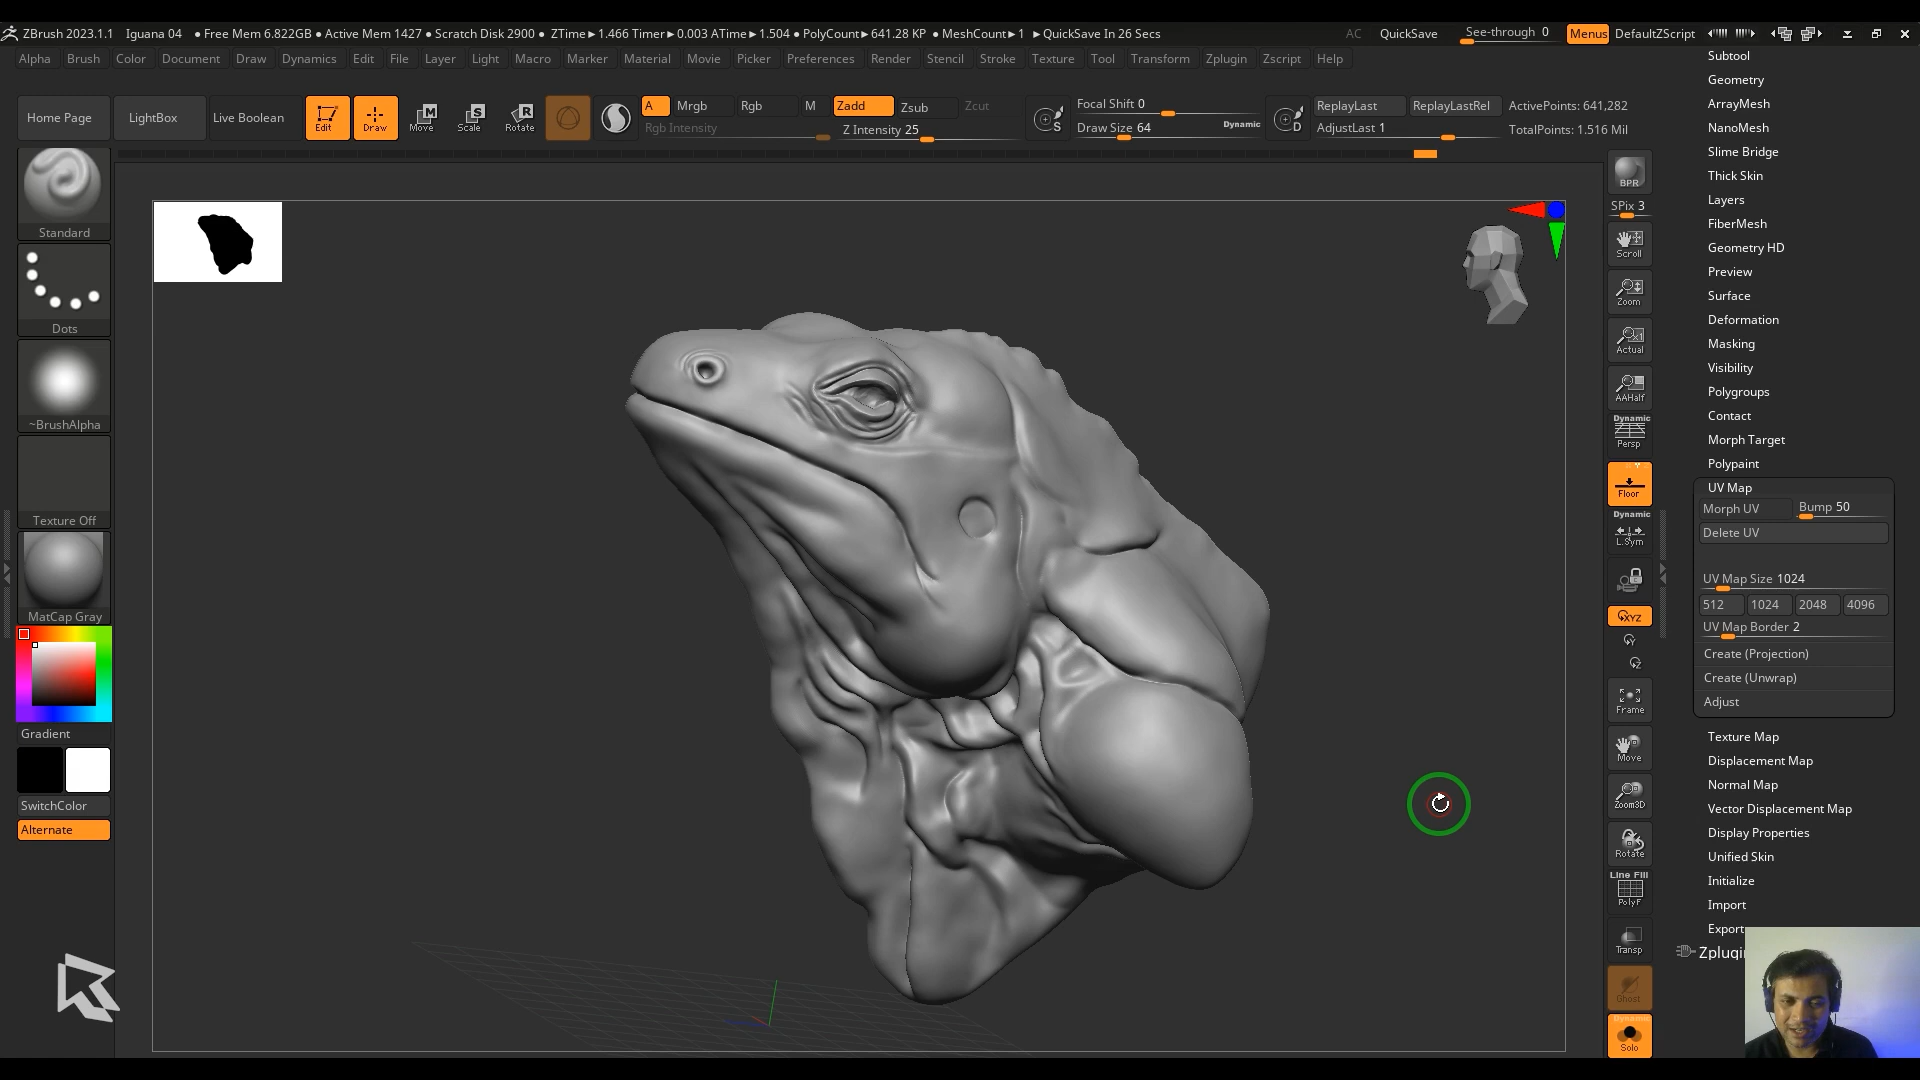 ZBrush 2023.1.1 Iguana 04 ● Free Mem 6.822GB ● Active Mem 1427 ● Scratch Disk 2900 ● ZTime►1.466 Timer►0.003 ATime►1.504 ● PolyCount►641.28 KP ● MeshCount►1 ►QuickSave In 26 Secs AC QuickSave See-through 0 Menus DefaultZScript
Alpha Brush Color Document Draw Dynamics Edit File Layer Light Macro Marker Material Movie Picker Preferences Render Stencil Stroke Texture Tool Transform Zplugin Zscript Help
Home Page LightBox Live Boolean Edit Draw Move Scale Rotate
A Mrgb Rgb M Zadd Zsub Zcut
Rgb Intensity Z Intensity 25
Focal Shift 0
Draw Size 64 Dynamic
ReplayLast ReplayLastRel ActivePoints: 641,282
AdjustLast 1 TotalPoints: 1.516 Mil
Standard
Dots
~BrushAlpha
Texture Off
MatCap Gray
Gradient
SwitchColor
Alternate
BPR
SPix 3
Scroll
Zoom
Actual
AAHalf
Dynamic
Persp
Floor
Dynamic
L.Sym
XYZ
Y
Z
Frame
Move
Zoom3D
Rotate
Line Fill
PolyF
Transp
Ghost
Dynamic
Solo
Subtool
Geometry
ArrayMesh
NanoMesh
Slime Bridge
Thick Skin
Layers
FiberMesh
Geometry HD
Preview
Surface
Deformation
Masking
Visibility
Polygroups
Contact
Morph Target
Polypaint
UV Map
Morph UV Bump 50
Delete UV
UV Map Size 1024
512 1024 2048 4096
UV Map Border 2
Create (Projection)
Create (Unwrap)
Adjust
Texture Map
Displacement Map
Normal Map
Vector Displacement Map
Display Properties
Unified Skin
Initialize
Import
Export
Zplugin